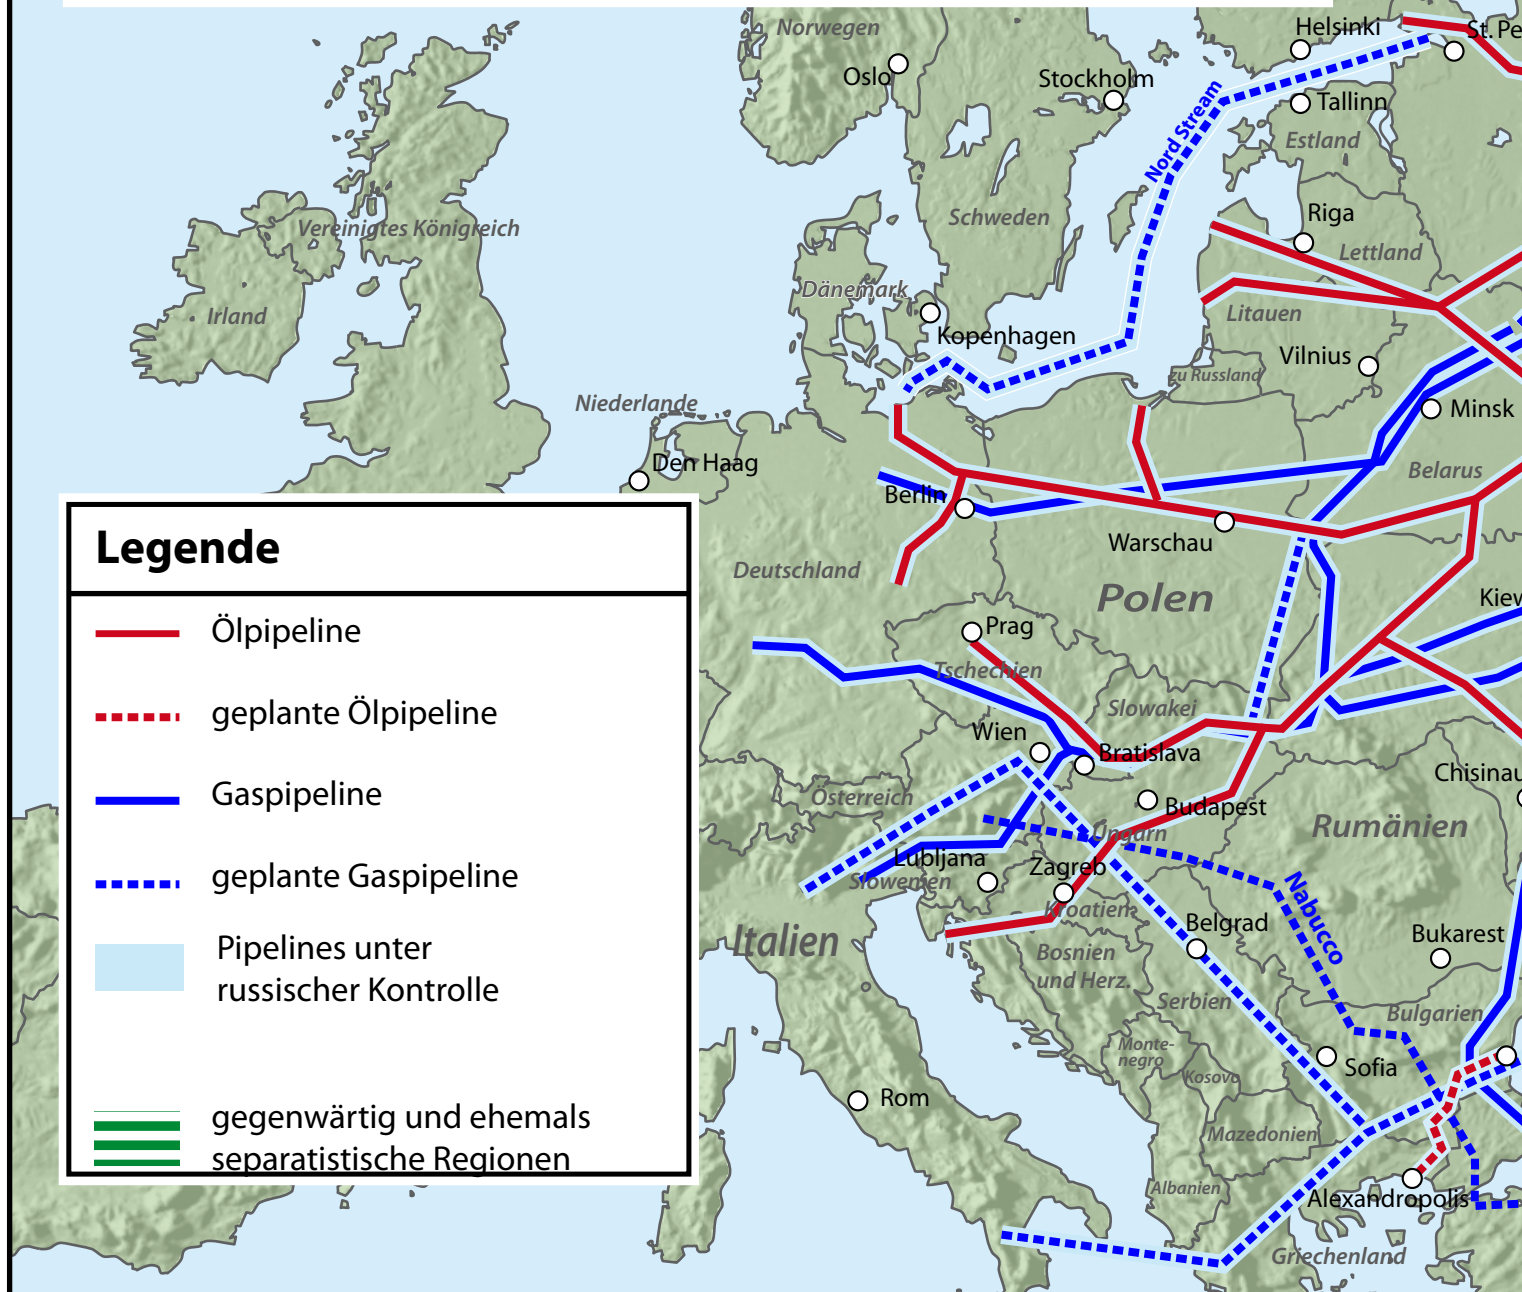 Norwegen
Helsinki
St. Pe
Oslo
Stockholm
Tallinn
Nord Stream
Estland
Vereinigtes Königreich
Schweden
Riga
Lettland
Dänemark
Irland
Litauen
Kopenhagen
Vilnius
zu Russland
Niederlande
Minsk
Den Haag
Belarus
Berlin
Warschau
Deutschland
Polen
Kiew
Prag
Tschechien
Slowakei
Wien
Bratislava
Chisinau
Österreich
Budapest
Ungarn
Rumänien
Lubljana
Zagreb
Slowenien
Nabucco
Kroatien
Belgrad
Bukarest
Italien
Bosnien
und Herz.
Serbien
Bulgarien
Monte-
negro
Kosovo
Sofia
Rom
Mazedonien
Albanien
Alexandropolis
Griechenland
Legende
Ölpipeline
geplante Ölpipeline
Gaspipeline
geplante Gaspipeline
Pipelines unter
russischer Kontrolle
gegenwärtig und ehemals
separatistische Regionen